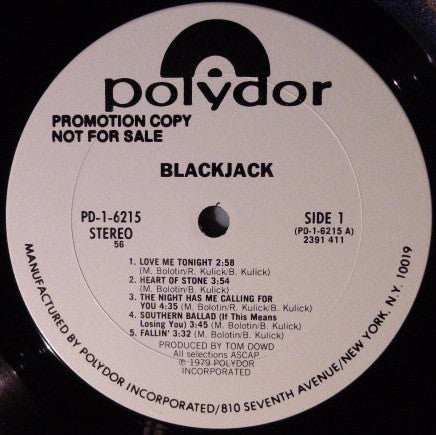 polydor
PROMOTION COPY
NOT FOR SALE
BLACKJACK
PD-1-6215
STEREO
56
SIDE 1
(PD-1-6215 A)
2391 411
1. LOVE ME TONIGHT 2:58
(M. Bolotin/R. Kulick/B. Kulick)
2. HEART OF STONE 3:54
(M. Bolotin/B. Kulick)
3. THE NIGHT HAS ME CALLING FOR
YOU 4:35 (M. Bolotin/R. Kulick/B. Kulick)
4. SOUTHERN BALLAD (If This Means
Losing You) 3:45 (M. Bolotin/B. Kulick)
5. FALLIN' 3:32 (M. Bolotin/B. Kulick)
PRODUCED BY TOM DOWD
All selections ASCAP
℗ 1979 POLYDOR
INCORPORATED
MANUFACTURED BY POLYDOR INCORPORATED/810 SEVENTH AVENUE/NEW YORK, N.Y. 10019